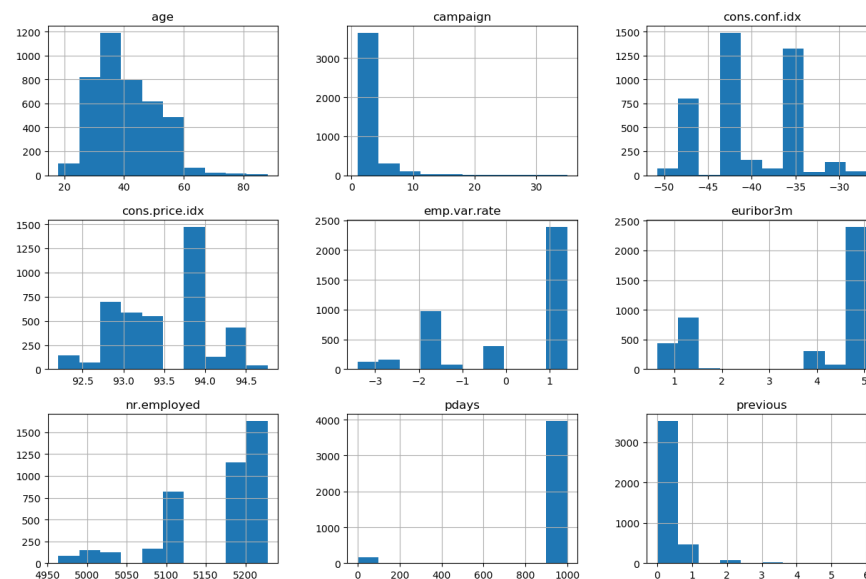 age campaign cons.conf.idx
1200 1000 800 600 400 200 0
20 40 60 80
3000 2000 1000 0
0 10 20 30
1500 1250 1000 750 500 250 0
−50 −45 −40 −35 −30
cons.price.idx emp.var.rate euribor3m
1500 1250 1000 750 500 250 0
92.5 93.0 93.5 94.0 94.5
2500 2000 1500 1000 500 0
−3 −2 −1 0 1
2500 2000 1500 1000 500 0
1 2 3 4 5
nr.employed pdays previous
1500 1250 1000 750 500 250 0
4950 5000 5050 5100 5150 5200
4000 3000 2000 1000 0
0 200 400 600 800 1000
3000 2000 1000 0
0 1 2 3 4 5 6